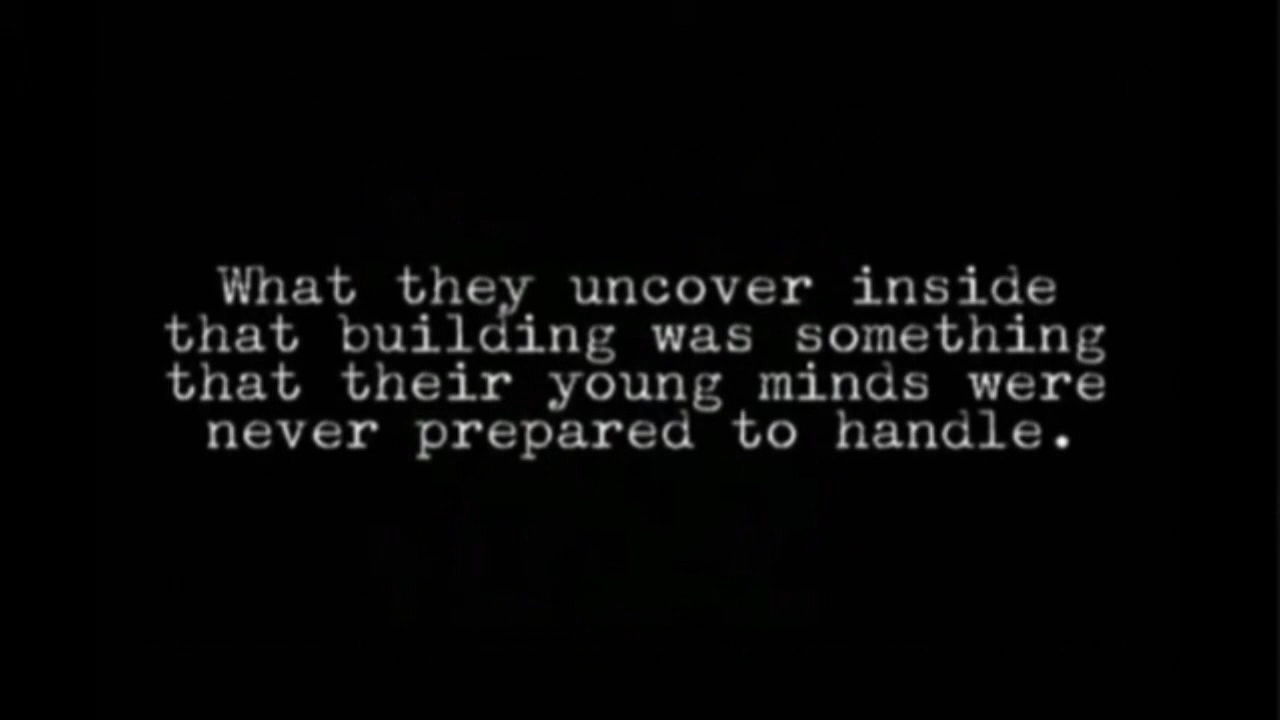 What they uncover inside
that building was something
that their young minds were
never prepared to handle.